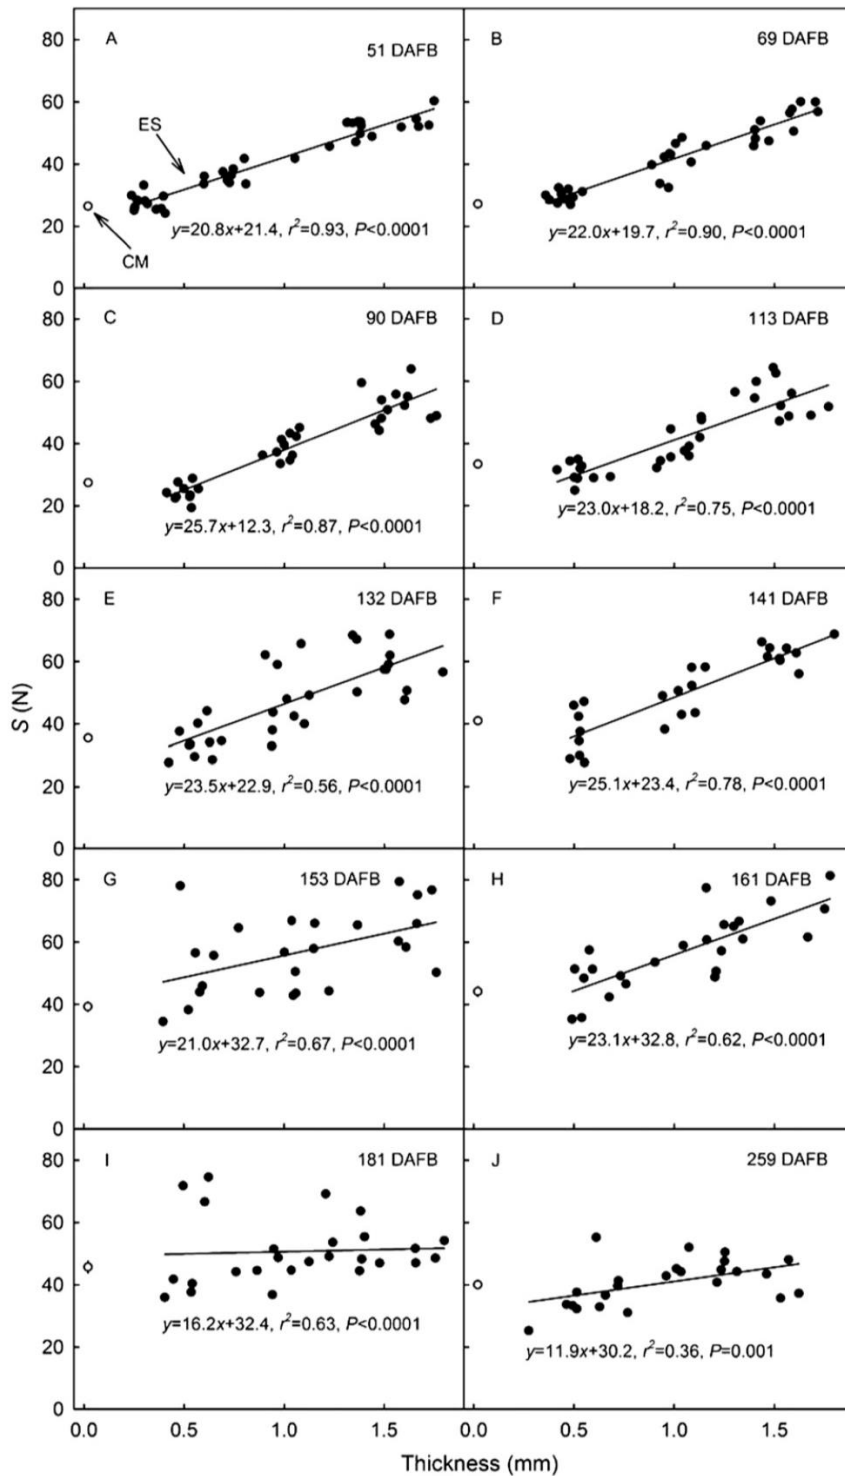 A
51 DAFB
80
60
40
20
0
ES
CM
y=20.8x+21.4, r²=0.93, P<0.0001
B
69 DAFB
y=22.0x+19.7, r²=0.90, P<0.0001
C
90 DAFB
80
60
40
20
0
y=25.7x+12.3, r²=0.87, P<0.0001
D
113 DAFB
y=23.0x+18.2, r²=0.75, P<0.0001
E
132 DAFB
80
60
40
20
0
y=23.5x+22.9, r²=0.56, P<0.0001
F
141 DAFB
y=25.1x+23.4, r²=0.78, P<0.0001
S (N)
G
153 DAFB
80
60
40
20
0
y=21.0x+32.7, r²=0.67, P<0.0001
H
161 DAFB
y=23.1x+32.8, r²=0.62, P<0.0001
I
181 DAFB
80
60
40
20
0
y=16.2x+32.4, r²=0.63, P<0.0001
J
259 DAFB
y=11.9x+30.2, r²=0.36, P=0.001
0.0 0.5 1.0 1.5 0.0 0.5 1.0 1.5
Thickness (mm)